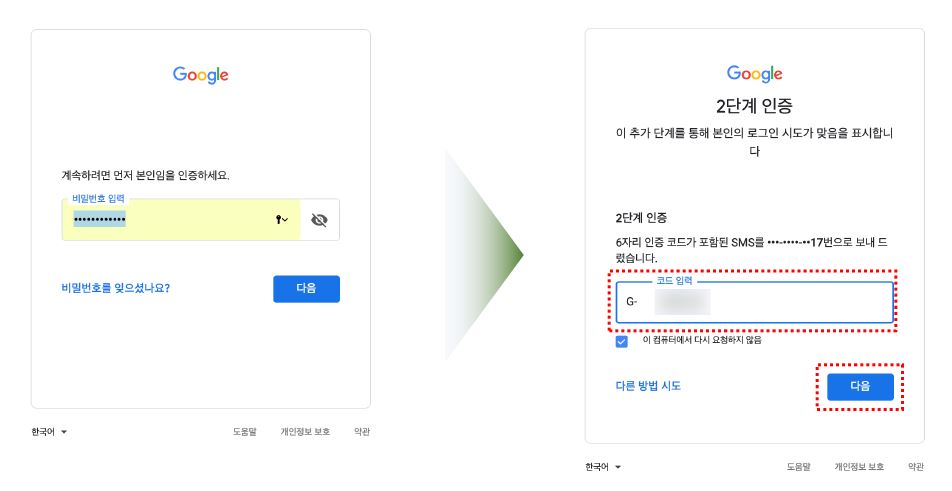 Google
계속하려면 먼저 본인임을 인증하세요.
비밀번호 입력
••••••••••••
비밀번호를 잊으셨나요?
다음
한국어
도움말 개인정보 보호 약관
Google
2단계 인증
이 추가 단계를 통해 본인의 로그인 시도가 맞음을 표시합니
다
2단계 인증
6자리 인증 코드가 포함된 SMS를 •••-••••-••17번으로 보내 드
렸습니다.
코드 입력
G-
이 컴퓨터에서 다시 요청하지 않음
다른 방법 시도
다음
한국어
도움말 개인정보 보호 약관